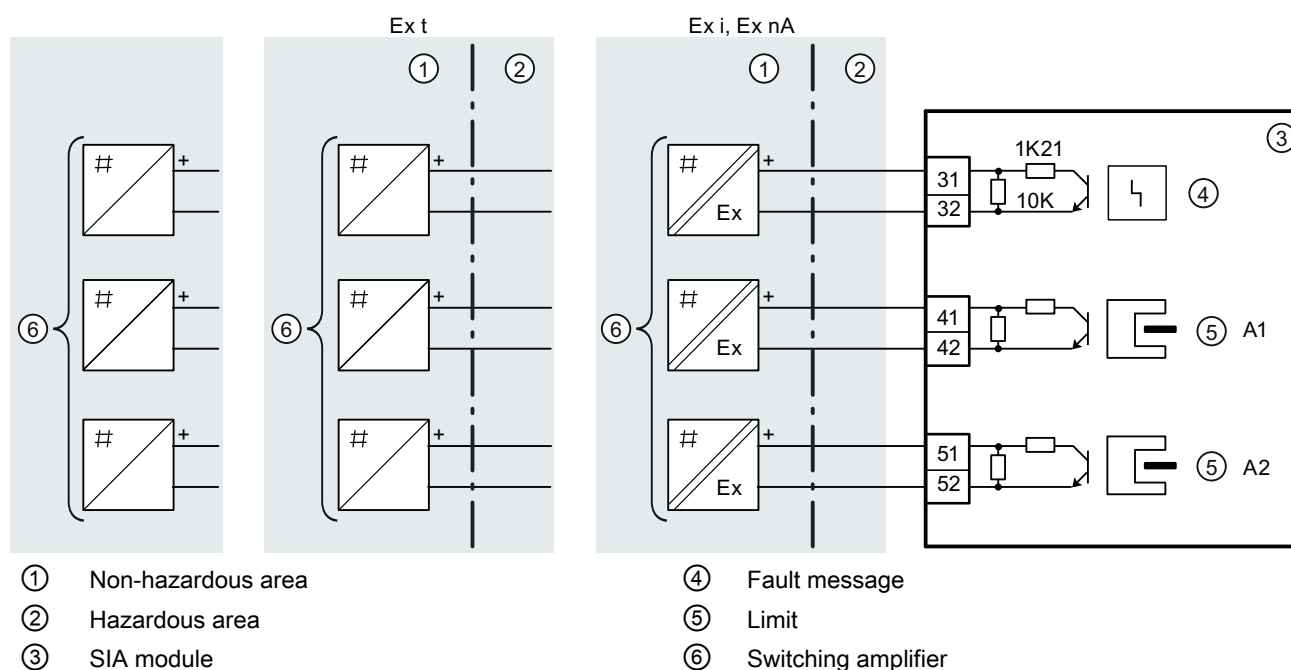 Ex t
Ex i, Ex nA
① ② ① ②
③
# + # + # + 31 1K21
Ex 32 10K ④
⑥ # + ⑥ # + ⑥ # + 41
Ex 42 ⑤ A1
# + # + # + 51
Ex 52 ⑤ A2
① Non-hazardous area
② Hazardous area
③ SIA module
④ Fault message
⑤ Limit
⑥ Switching amplifier